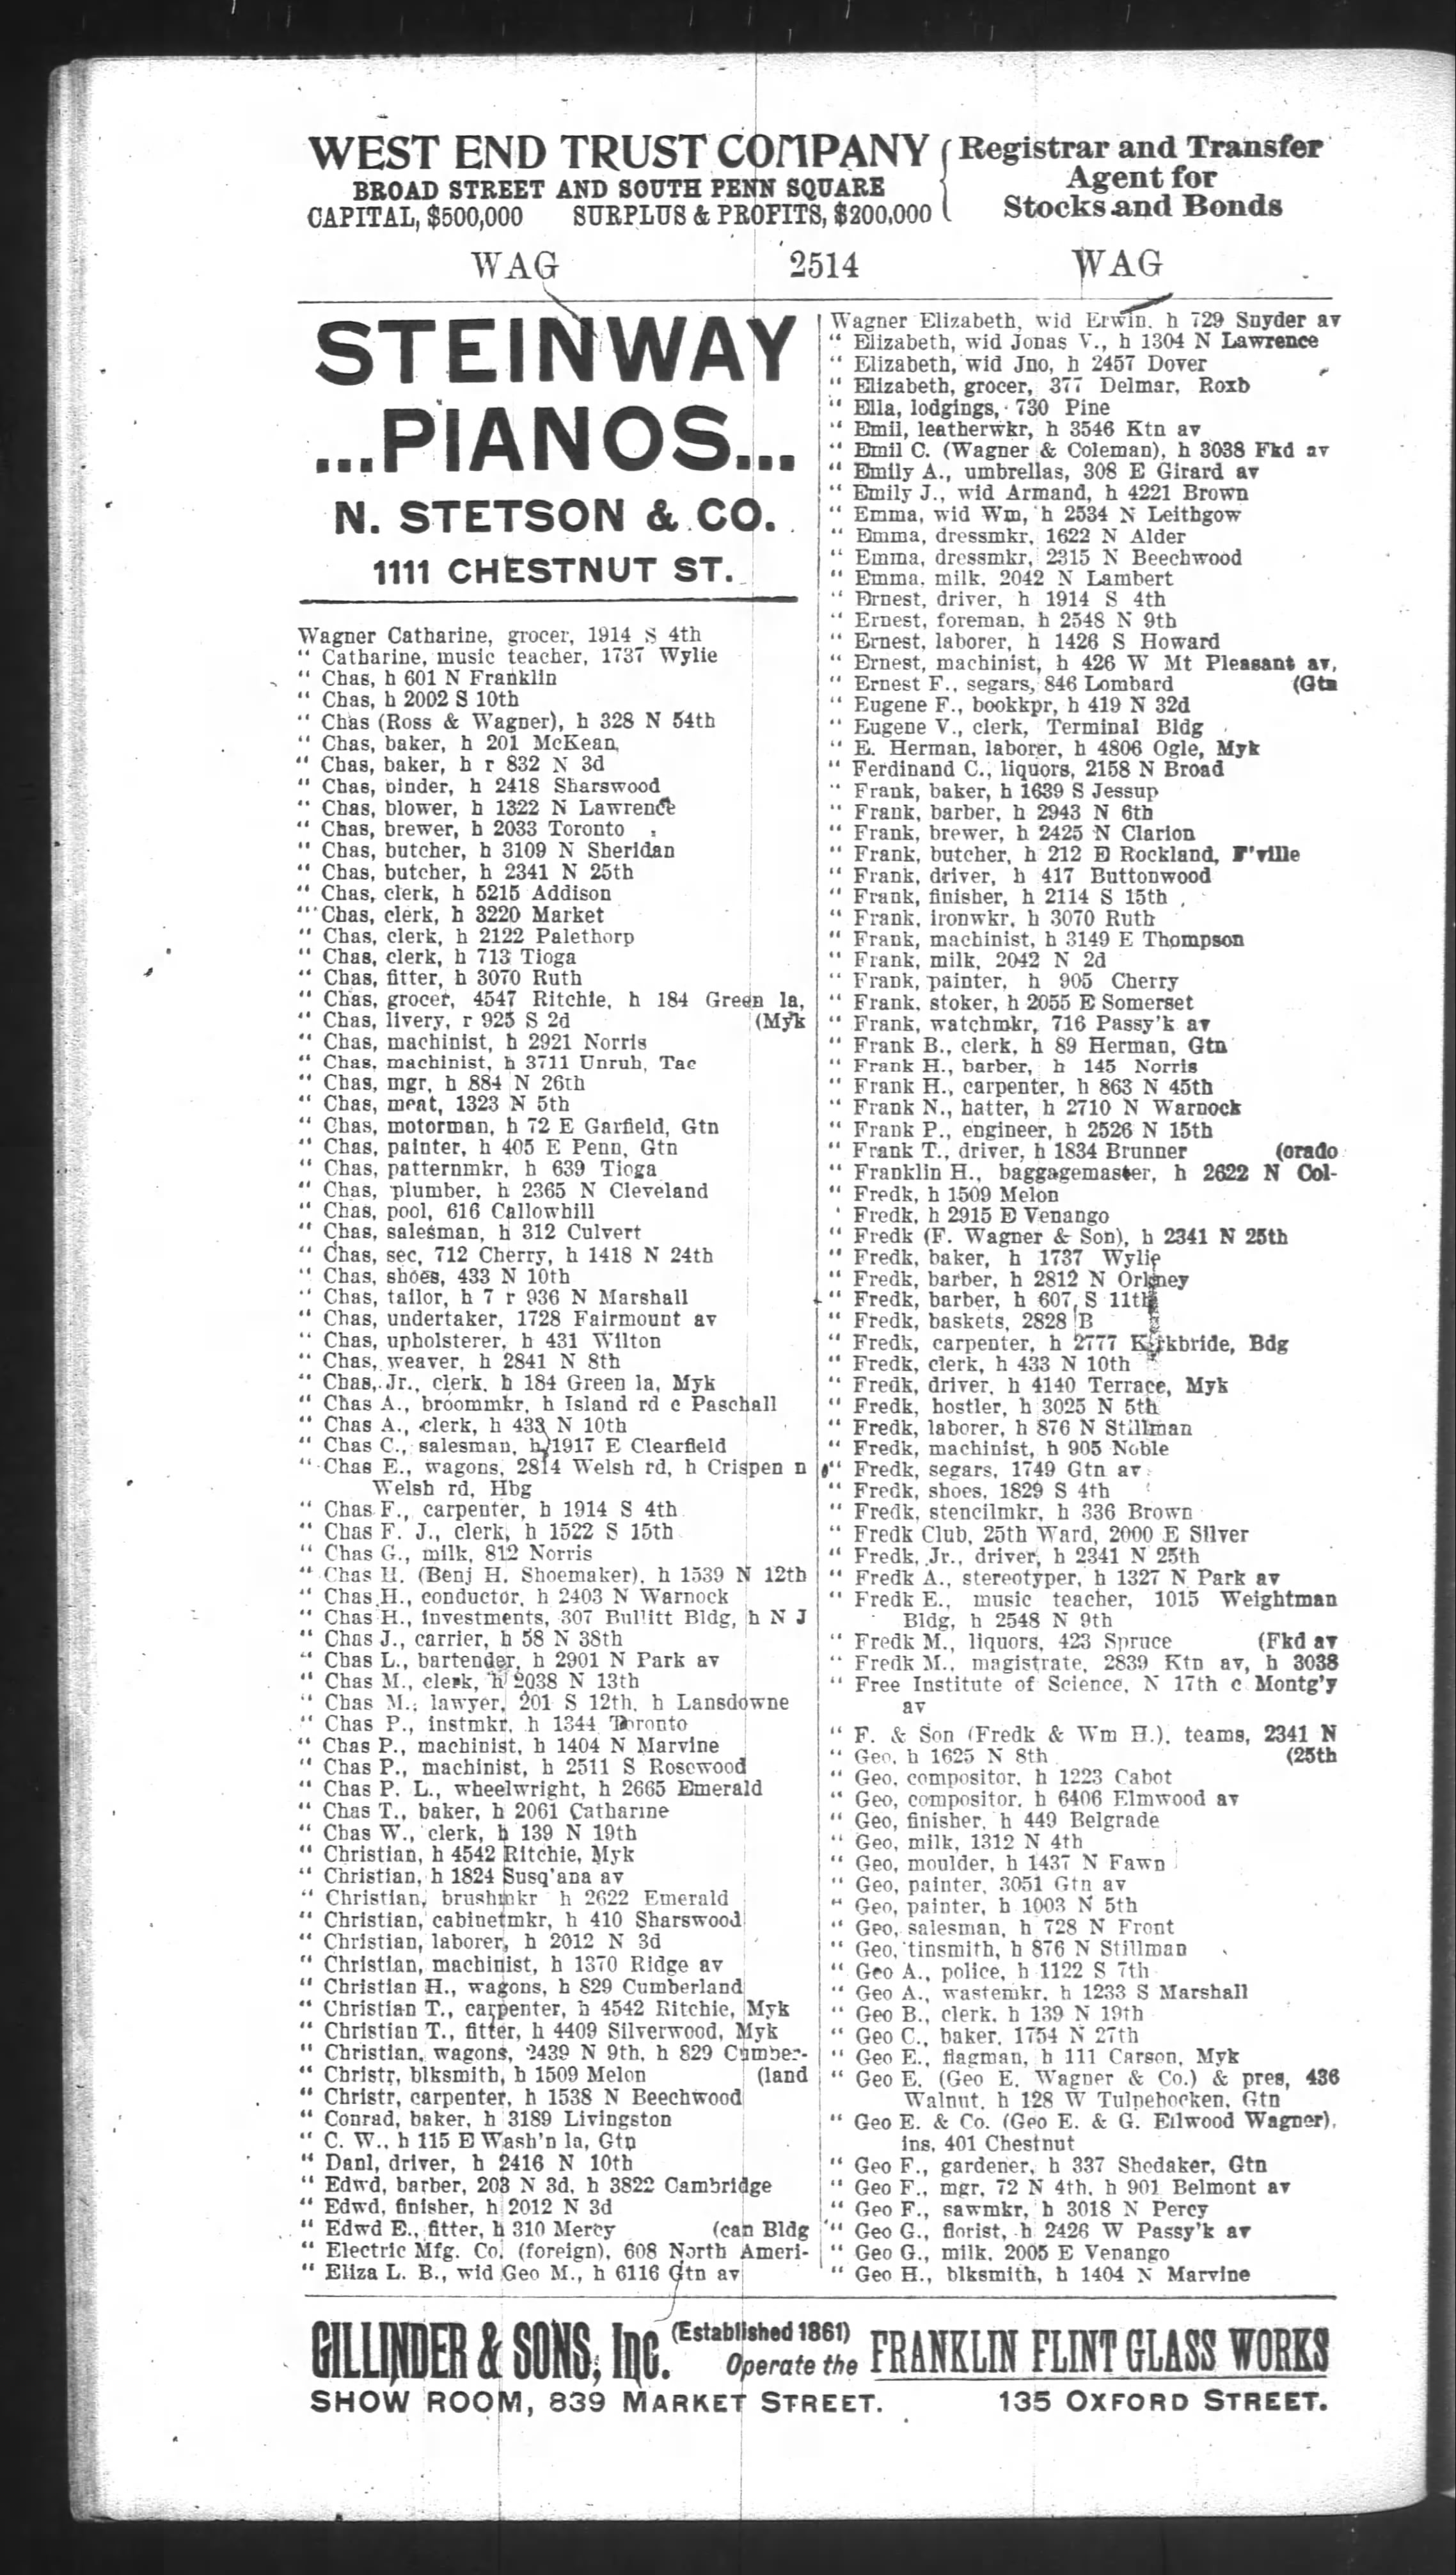 WEST END TRUST COMPANY
BROAD STREET AND SOUTH PENN SQUARE
CAPITAL, $500,000 SURPLUS & PROFITS, $200,000
Registrar and Transfer
Agent for
Stocks and Bonds
WAG 2514 WAG
STEINWAY
...PIANOS...
N. STETSON & CO.
1111 CHESTNUT ST.
Wagner Catharine, grocer, 1914 S 4th
" Catharine, music teacher, 1737 Wylie
" Chas, h 601 N Franklin
" Chas, h 2002 S 10th
" Chas (Ross & Wagner), h 328 N 54th
" Chas, baker, h 201 McKean
" Chas, baker, h r 832 N 3d
" Chas, binder, h 2418 Sharswood
" Chas, blower, h 1322 N Lawrence
" Chas, brewer, h 2033 Toronto
" Chas, butcher, h 3109 N Sheridan
" Chas, butcher, h 2341 N 25th
" Chas, clerk, h 5215 Addison
" Chas, clerk, h 3220 Market
" Chas, clerk, h 2122 Palethorp
" Chas, clerk, h 713 Tioga
" Chas, fitter, h 3070 Ruth
" Chas, grocer, 4547 Ritchie, h 184 Green la,
" Chas, livery, r 925 S 2d (Myk
" Chas, machinist, h 2921 Norris
" Chas, machinist, h 3711 Unruh, Tac
" Chas, mgr, h 884 N 26th
" Chas, meat, 1323 N 5th
" Chas, motorman, h 72 E Garfield, Gtn
" Chas, painter, h 405 E Penn, Gtn
" Chas, patternmkr, h 639 Tioga
" Chas, plumber, h 2365 N Cleveland
" Chas, pool, 616 Callowhill
" Chas, salesman, h 312 Culvert
" Chas, sec, 712 Cherry, h 1418 N 24th
" Chas, shoes, 433 N 10th
" Chas, tailor, h 7 r 936 N Marshall
" Chas, undertaker, 1728 Fairmount av
" Chas, upholsterer, h 431 Wilton
" Chas, weaver, h 2841 N 8th
" Chas, Jr., clerk, h 184 Green la, Myk
" Chas A., broommkr, h Island rd c Paschall
" Chas A., clerk, h 433 N 10th
" Chas C., salesman, h 1917 E Clearfield
" Chas E., wagons, 2814 Welsh rd, h Crispen n
Welsh rd, Hbg
" Chas F., carpenter, h 1914 S 4th
" Chas F. J., clerk, h 1522 S 15th
" Chas G., milk, 812 Norris
" Chas H. (Benj H. Shoemaker), h 1539 N 12th
" Chas H., conductor, h 2403 N Warnock
" Chas H., investments, 307 Bullitt Bldg, h N J
" Chas J., carrier, h 58 N 38th
" Chas L., bartender, h 2901 N Park av
" Chas M., clerk, h 2038 N 13th
" Chas M., lawyer, 201 S 12th, h Lansdowne
" Chas P., instmkr, h 1344 Toronto
" Chas P., machinist, h 1404 N Marvine
" Chas P., machinist, h 2511 S Rosewood
" Chas P. L., wheelwright, h 2665 Emerald
" Chas T., baker, h 2061 Catharine
" Chas W., clerk, h 139 N 19th
" Christian, h 4542 Ritchie, Myk
" Christian, h 1824 Susq'ana av
" Christian, brushmkr h 2622 Emerald
" Christian, cabinetmkr, h 410 Sharswood
" Christian, laborer, h 2012 N 3d
" Christian, machinist, h 1370 Ridge av
" Christian H., wagons, h 829 Cumberland
" Christian T., carpenter, h 4542 Ritchie, Myk
" Christian T., fitter, h 4409 Silverwood, Myk
" Christian, wagons, 2439 N 9th, h 829 Cumber-
" Christr, blksmith, h 1509 Melon (land
" Christr, carpenter, h 1538 N Beechwood
" Conrad, baker, h 3189 Livingston
" C. W., h 115 E Wash'n la, Gtn
" Danl, driver, h 2416 N 10th
" Edwd, barber, 203 N 3d, h 3822 Cambridge
" Edwd, finisher, h 2012 N 3d
" Edwd E., fitter, h 310 Mercy (can Bldg
" Electric Mfg. Co. (foreign), 608 North Ameri-
" Eliza L. B., wid Geo M., h 6116 Gtn av
Wagner Elizabeth, wid Erwin, h 729 Snyder av
" Elizabeth, wid Jonas V., h 1304 N Lawrence
" Elizabeth, wid Jno, h 2457 Dover
" Elizabeth, grocer, 377 Delmar, Roxb
" Ella, lodgings, 730 Pine
" Emil, leatherwkr, h 3546 Ktn av
" Emil C. (Wagner & Coleman), h 3038 Fkd av
" Emily A., umbrellas, 308 E Girard av
" Emily J., wid Armand, h 4221 Brown
" Emma, wid Wm, h 2534 N Leithgow
" Emma, dressmkr, 1622 N Alder
" Emma, dressmkr, 2315 N Beechwood
" Emma, milk, 2042 N Lambert
" Ernest, driver, h 1914 S 4th
" Ernest, foreman, h 2548 N 9th
" Ernest, laborer, h 1426 S Howard
" Ernest, machinist, h 426 W Mt Pleasant av,
" Ernest F., segars, 846 Lombard (Gtn
" Eugene F., bookkpr, h 419 N 32d
" Eugene V., clerk, Terminal Bldg
" E. Herman, laborer, h 4806 Ogle, Myk
" Ferdinand C., liquors, 2158 N Broad
" Frank, baker, h 1639 S Jessup
" Frank, barber, h 2943 N 6th
" Frank, brewer, h 2425 N Clarion
" Frank, butcher, h 212 E Rockland, F'ville
" Frank, driver, h 417 Buttonwood
" Frank, finisher, h 2114 S 15th
" Frank, ironwkr, h 3070 Ruth
" Frank, machinist, h 3149 E Thompson
" Frank, milk, 2042 N 2d
" Frank, painter, h 905 Cherry
" Frank, stoker, h 2055 E Somerset
" Frank, watchmkr, 716 Passy'k av
" Frank B., clerk, h 89 Herman, Gtn
" Frank H., barber, h 145 Norris
" Frank H., carpenter, h 863 N 45th
" Frank N., hatter, h 2710 N Warnock
" Frank P., engineer, h 2526 N 15th
" Frank T., driver, h 1834 Brunner (orado
" Franklin H., baggagemaster, h 2622 N Col-
" Fredk, h 1509 Melon
" Fredk, h 2915 E Venango
" Fredk (F. Wagner & Son), h 2341 N 25th
" Fredk, baker, h 1737 Wylie
" Fredk, barber, h 2812 N Orkney
" Fredk, barber, h 607 S 11th
" Fredk, baskets, 2828 B
" Fredk, carpenter, h 2777 Kirkbride, Bdg
" Fredk, clerk, h 433 N 10th
" Fredk, driver, h 4140 Terrace, Myk
" Fredk, hostler, h 3025 N 5th
" Fredk, laborer, h 876 N Stillman
" Fredk, machinist, h 905 Noble
" Fredk, segars, 1749 Gtn av
" Fredk, shoes, 1829 S 4th
" Fredk, stencilmkr, h 336 Brown
" Fredk Club, 25th Ward, 2000 E Silver
" Fredk, Jr., driver, h 2341 N 25th
" Fredk A., stereotyper, h 1327 N Park av
" Fredk E., music teacher, 1015 Weightman
Bldg, h 2548 N 9th
" Fredk M., liquors, 423 Spruce (Fkd av
" Fredk M., magistrate, 2839 Ktn av, h 3038
" Free Institute of Science, N 17th c Montg'y
av
" F. & Son (Fredk & Wm H.), teams, 2341 N
" Geo, h 1625 N 8th (25th
" Geo, compositor, h 1223 Cabot
" Geo, compositor, h 6406 Elmwood av
" Geo, finisher, h 449 Belgrade
" Geo, milk, 1312 N 4th
" Geo, moulder, h 1437 N Fawn
" Geo, painter, 3051 Gtn av
" Geo, painter, h 1003 N 5th
" Geo, salesman, h 728 N Front
" Geo, tinsmith, h 876 N Stillman
" Geo A., police, h 1122 S 7th
" Geo A., wastemkr, h 1233 S Marshall
" Geo B., clerk, h 139 N 19th
" Geo C., baker, 1754 N 27th
" Geo E., flagman, h 111 Carson, Myk
" Geo E. (Geo E. Wagner & Co.) & pres, 436
Walnut, h 128 W Tulpehocken, Gtn
" Geo E. & Co. (Geo E. & G. Ellwood Wagner),
ins, 401 Chestnut
" Geo F., gardener, h 337 Shedaker, Gtn
" Geo F., mgr, 72 N 4th, h 901 Belmont av
" Geo F., sawmkr, h 3018 N Percy
" Geo G., florist, h 2426 W Passy'k av
" Geo G., milk, 2005 E Venango
" Geo H., blksmith, h 1404 N Marvine
GILLINDER & SONS, Inc. (Established 1861) Operate the FRANKLIN FLINT GLASS WORKS
SHOW ROOM, 839 MARKET STREET. 135 OXFORD STREET.